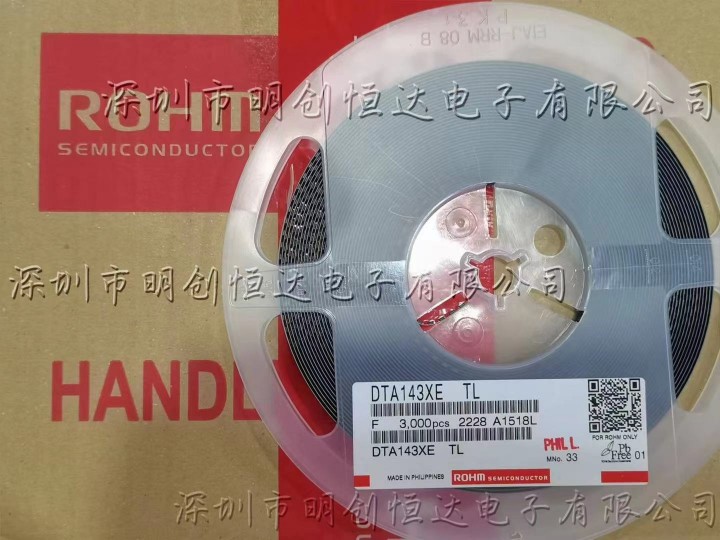 EIAJ-RRM 08 B
深圳市明创恒达电子有限公司
ROHM
SEMICONDUCTOR
深圳市明创恒达电子有限公司
HANDL
DTA143XE TL
F 3,000pcs 2228 A1518L
DTA143XE TL
PHIL L.
MNo. 33
FOR ROHM ONLY
Pb
Free 01
MADE IN PHILIPPINES
ROHM SEMICONDUCTOR
深圳市明创恒达电子有限公司